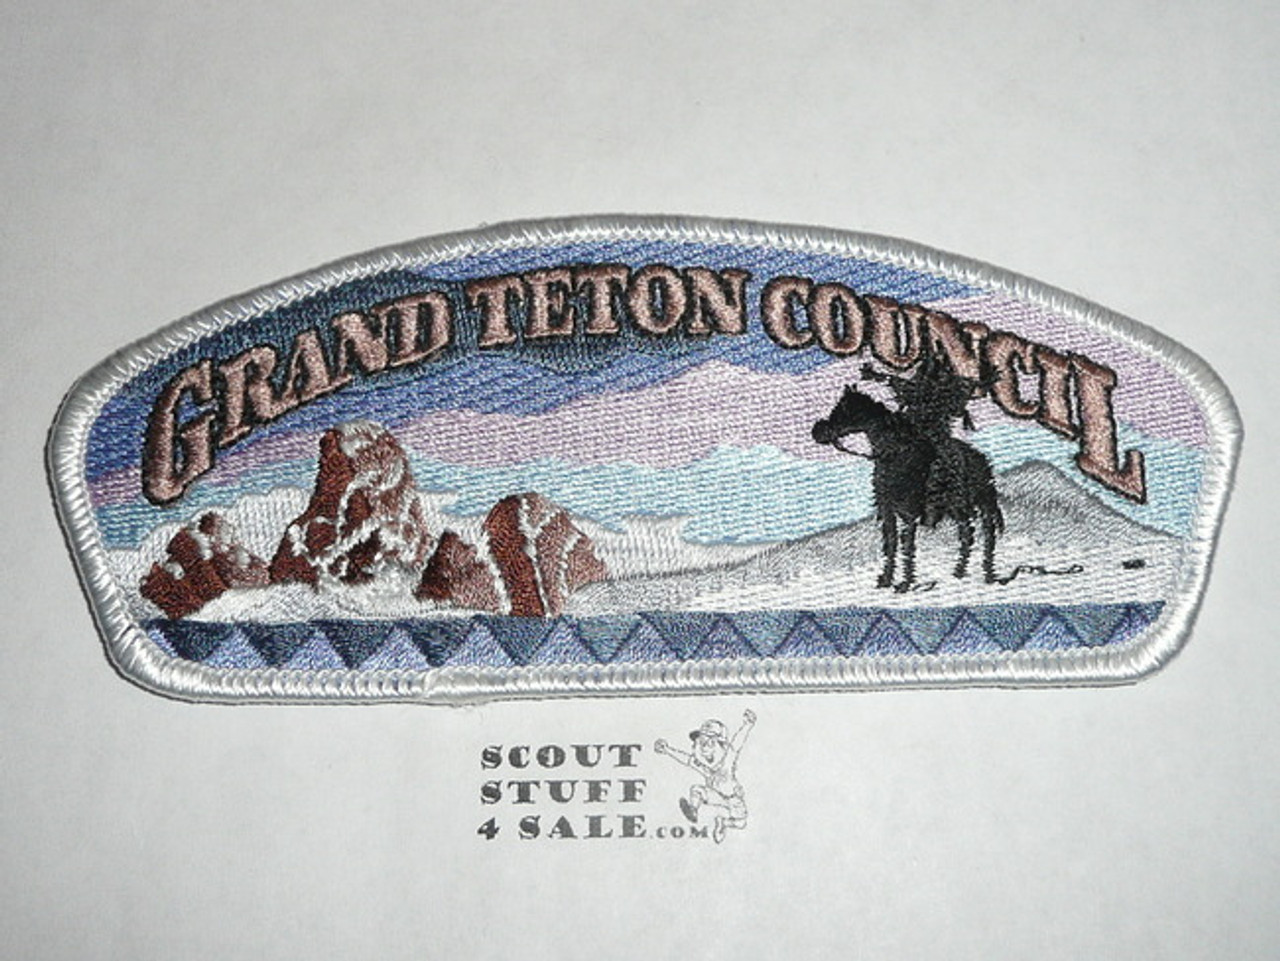 GRAND TETON COUNCIL
SCOUT
STUFF
4 SALE.COM